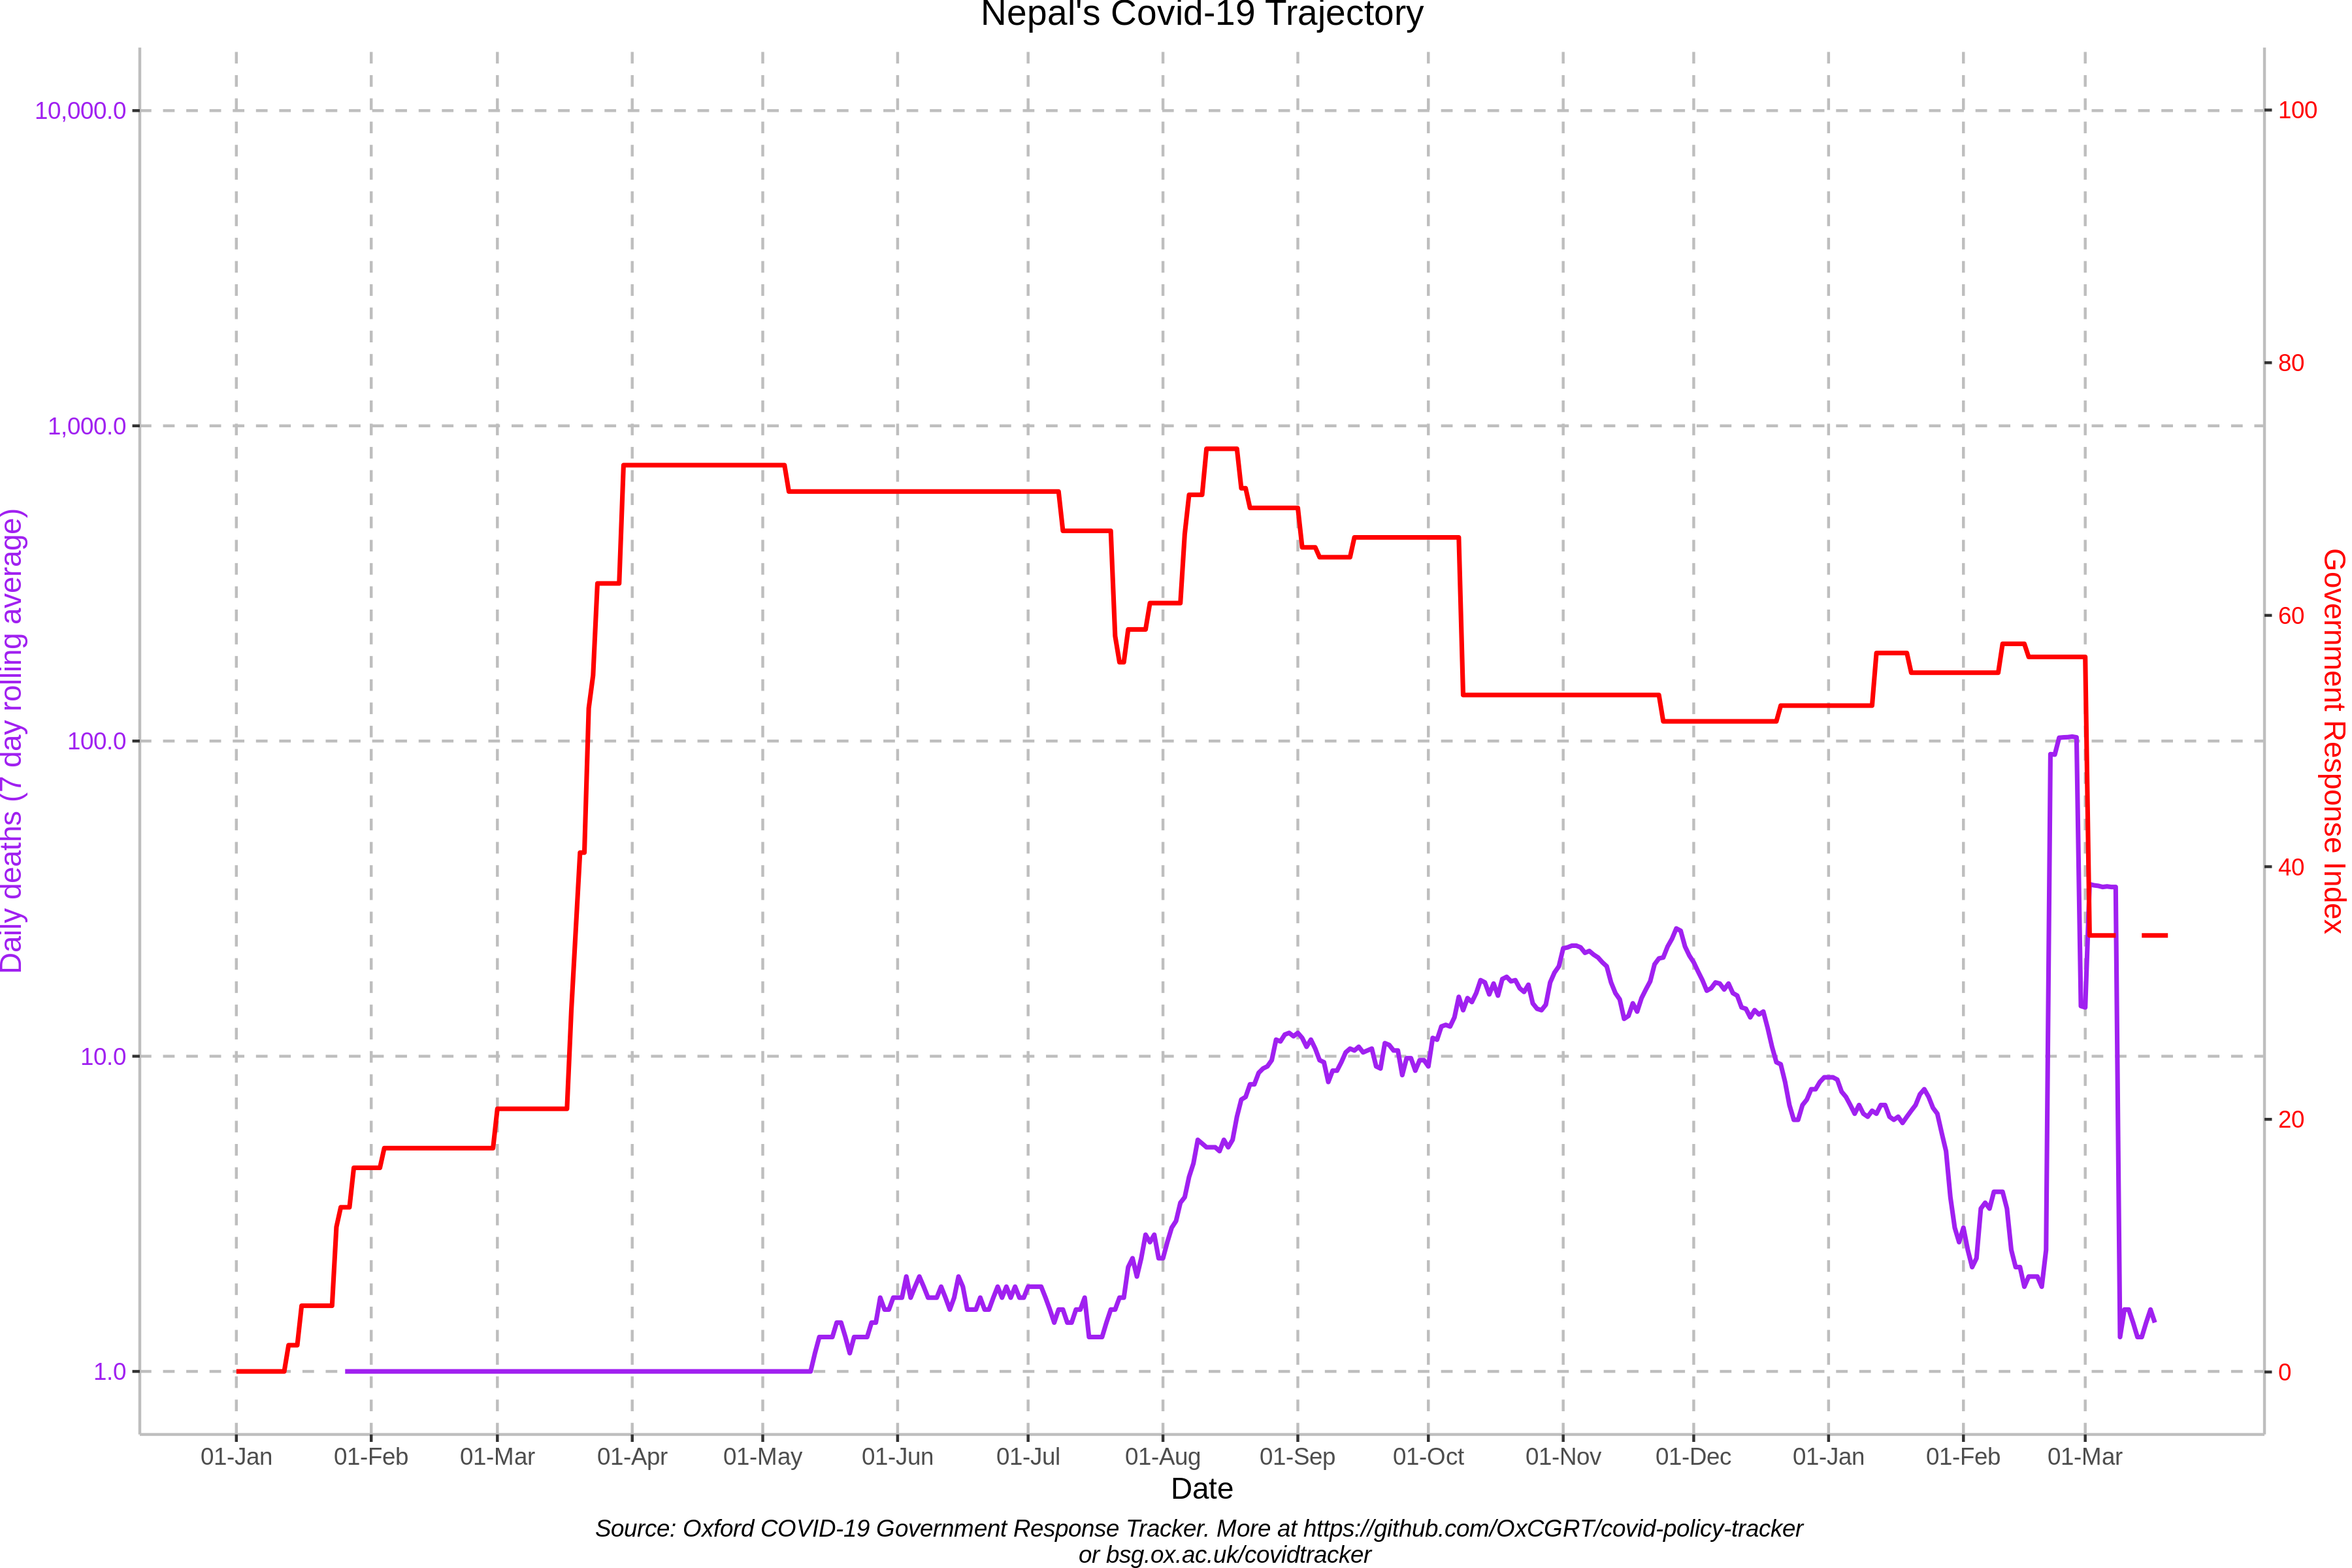 Nepal's Covid-19 Trajectory
10,000.0
1,000.0
100.0
10.0
1.0
Daily deaths (7 day rolling average)
100
80
60
40
20
0
Government Response Index
01-Jan 01-Feb 01-Mar 01-Apr 01-May 01-Jun 01-Jul 01-Aug 01-Sep 01-Oct 01-Nov 01-Dec 01-Jan 01-Feb 01-Mar
Date
Source: Oxford COVID-19 Government Response Tracker. More at https://github.com/OxCGRT/covid-policy-tracker
or bsg.ox.ac.uk/covidtracker